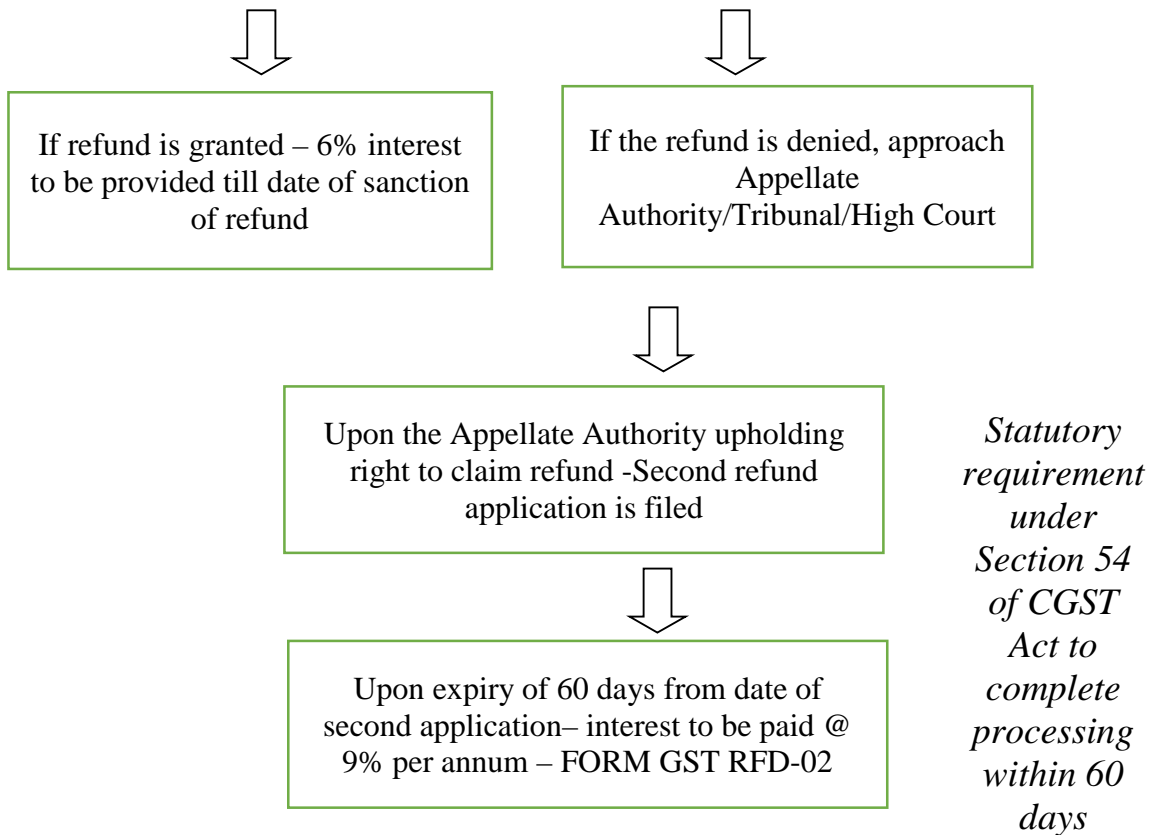 If refund is granted – 6% interest
to be provided till date of sanction
of refund
If the refund is denied, approach
Appellate
Authority/Tribunal/High Court
Upon the Appellate Authority upholding
right to claim refund -Second refund
application is filed
Statutory
requirement
under
Section 54
of CGST
Act to
complete
processing
within 60
days
Upon expiry of 60 days from date of
second application– interest to be paid @
9% per annum – FORM GST RFD-02